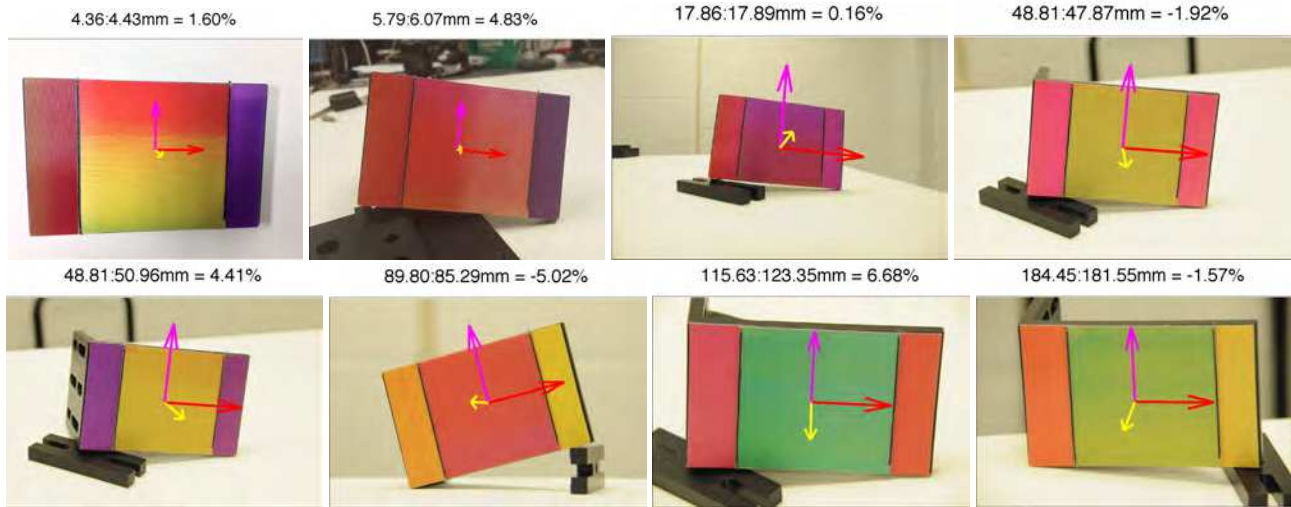 4.36:4.43mm = 1.60%
5.79:6.07mm = 4.83%
17.86:17.89mm = 0.16%
48.81:47.87mm = -1.92%
48.81:50.96mm = 4.41%
89.80:85.29mm = -5.02%
115.63:123.35mm = 6.68%
184.45:181.55mm = -1.57%